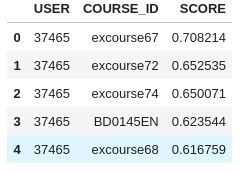 USER COURSE_ID SCORE
0 37465 excourse67 0.708214
1 37465 excourse72 0.652535
2 37465 excourse74 0.650071
3 37465 BD0145EN 0.623544
4 37465 excourse68 0.616759